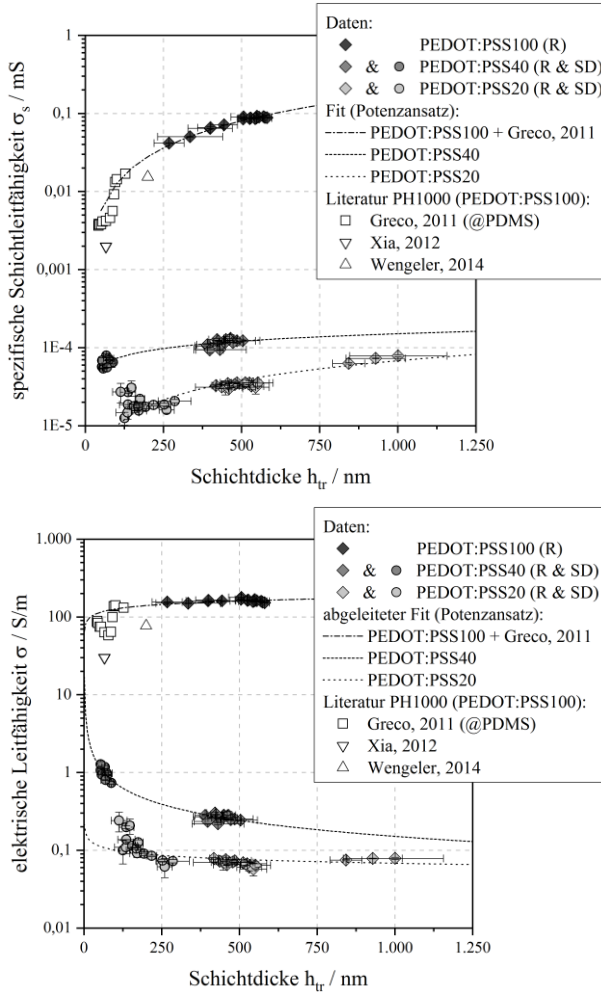 spezifische Schichtleitfähigkeit σs / mS
1
0,1
0,01
0,001
1E-4
1E-5
0
250
500
750
1.000
1.250
Schichtdicke htr / nm
Daten:
PEDOT:PSS100 (R)
& PEDOT:PSS40 (R & SD)
& PEDOT:PSS20 (R & SD)
Fit (Potenzansatz):
PEDOT:PSS100 + Greco, 2011
PEDOT:PSS40
PEDOT:PSS20
Literatur PH1000 (PEDOT:PSS100):
Greco, 2011 (@PDMS)
Xia, 2012
Wengeler, 2014
elektrische Leitfähigkeit σ / S/m
1.000
100
10
1
0,1
0,01
0
250
500
750
1.000
1.250
Schichtdicke htr / nm
Daten:
PEDOT:PSS100 (R)
& PEDOT:PSS40 (R & SD)
& PEDOT:PSS20 (R & SD)
abgeleiteter Fit (Potenzansatz):
PEDOT:PSS100 + Greco, 2011
PEDOT:PSS40
PEDOT:PSS20
Literatur PH1000 (PEDOT:PSS100):
Greco, 2011 (@PDMS)
Xia, 2012
Wengeler, 2014